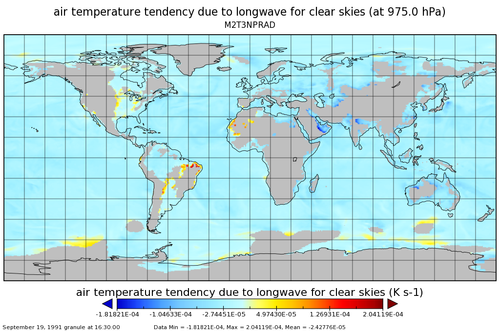 air temperature tendency due to longwave for clear skies (at 975.0 hPa)
M2T3NPRAD
air temperature tendency due to longwave for clear skies (K s-1)
-1.81821E-04 -1.04633E-04 -2.74451E-05 4.97430E-05 1.26931E-04 2.04119E-04
September 19, 1991 granule at 16:30:00 Data Min = -1.81821E-04, Max = 2.04119E-04, Mean = -2.42776E-05